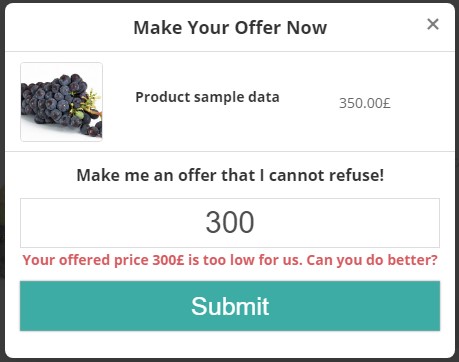 Make Your Offer Now
×
Product sample data
350.00£
Make me an offer that I cannot refuse!
300
Your offered price 300£ is too low for us. Can you do better?
Submit